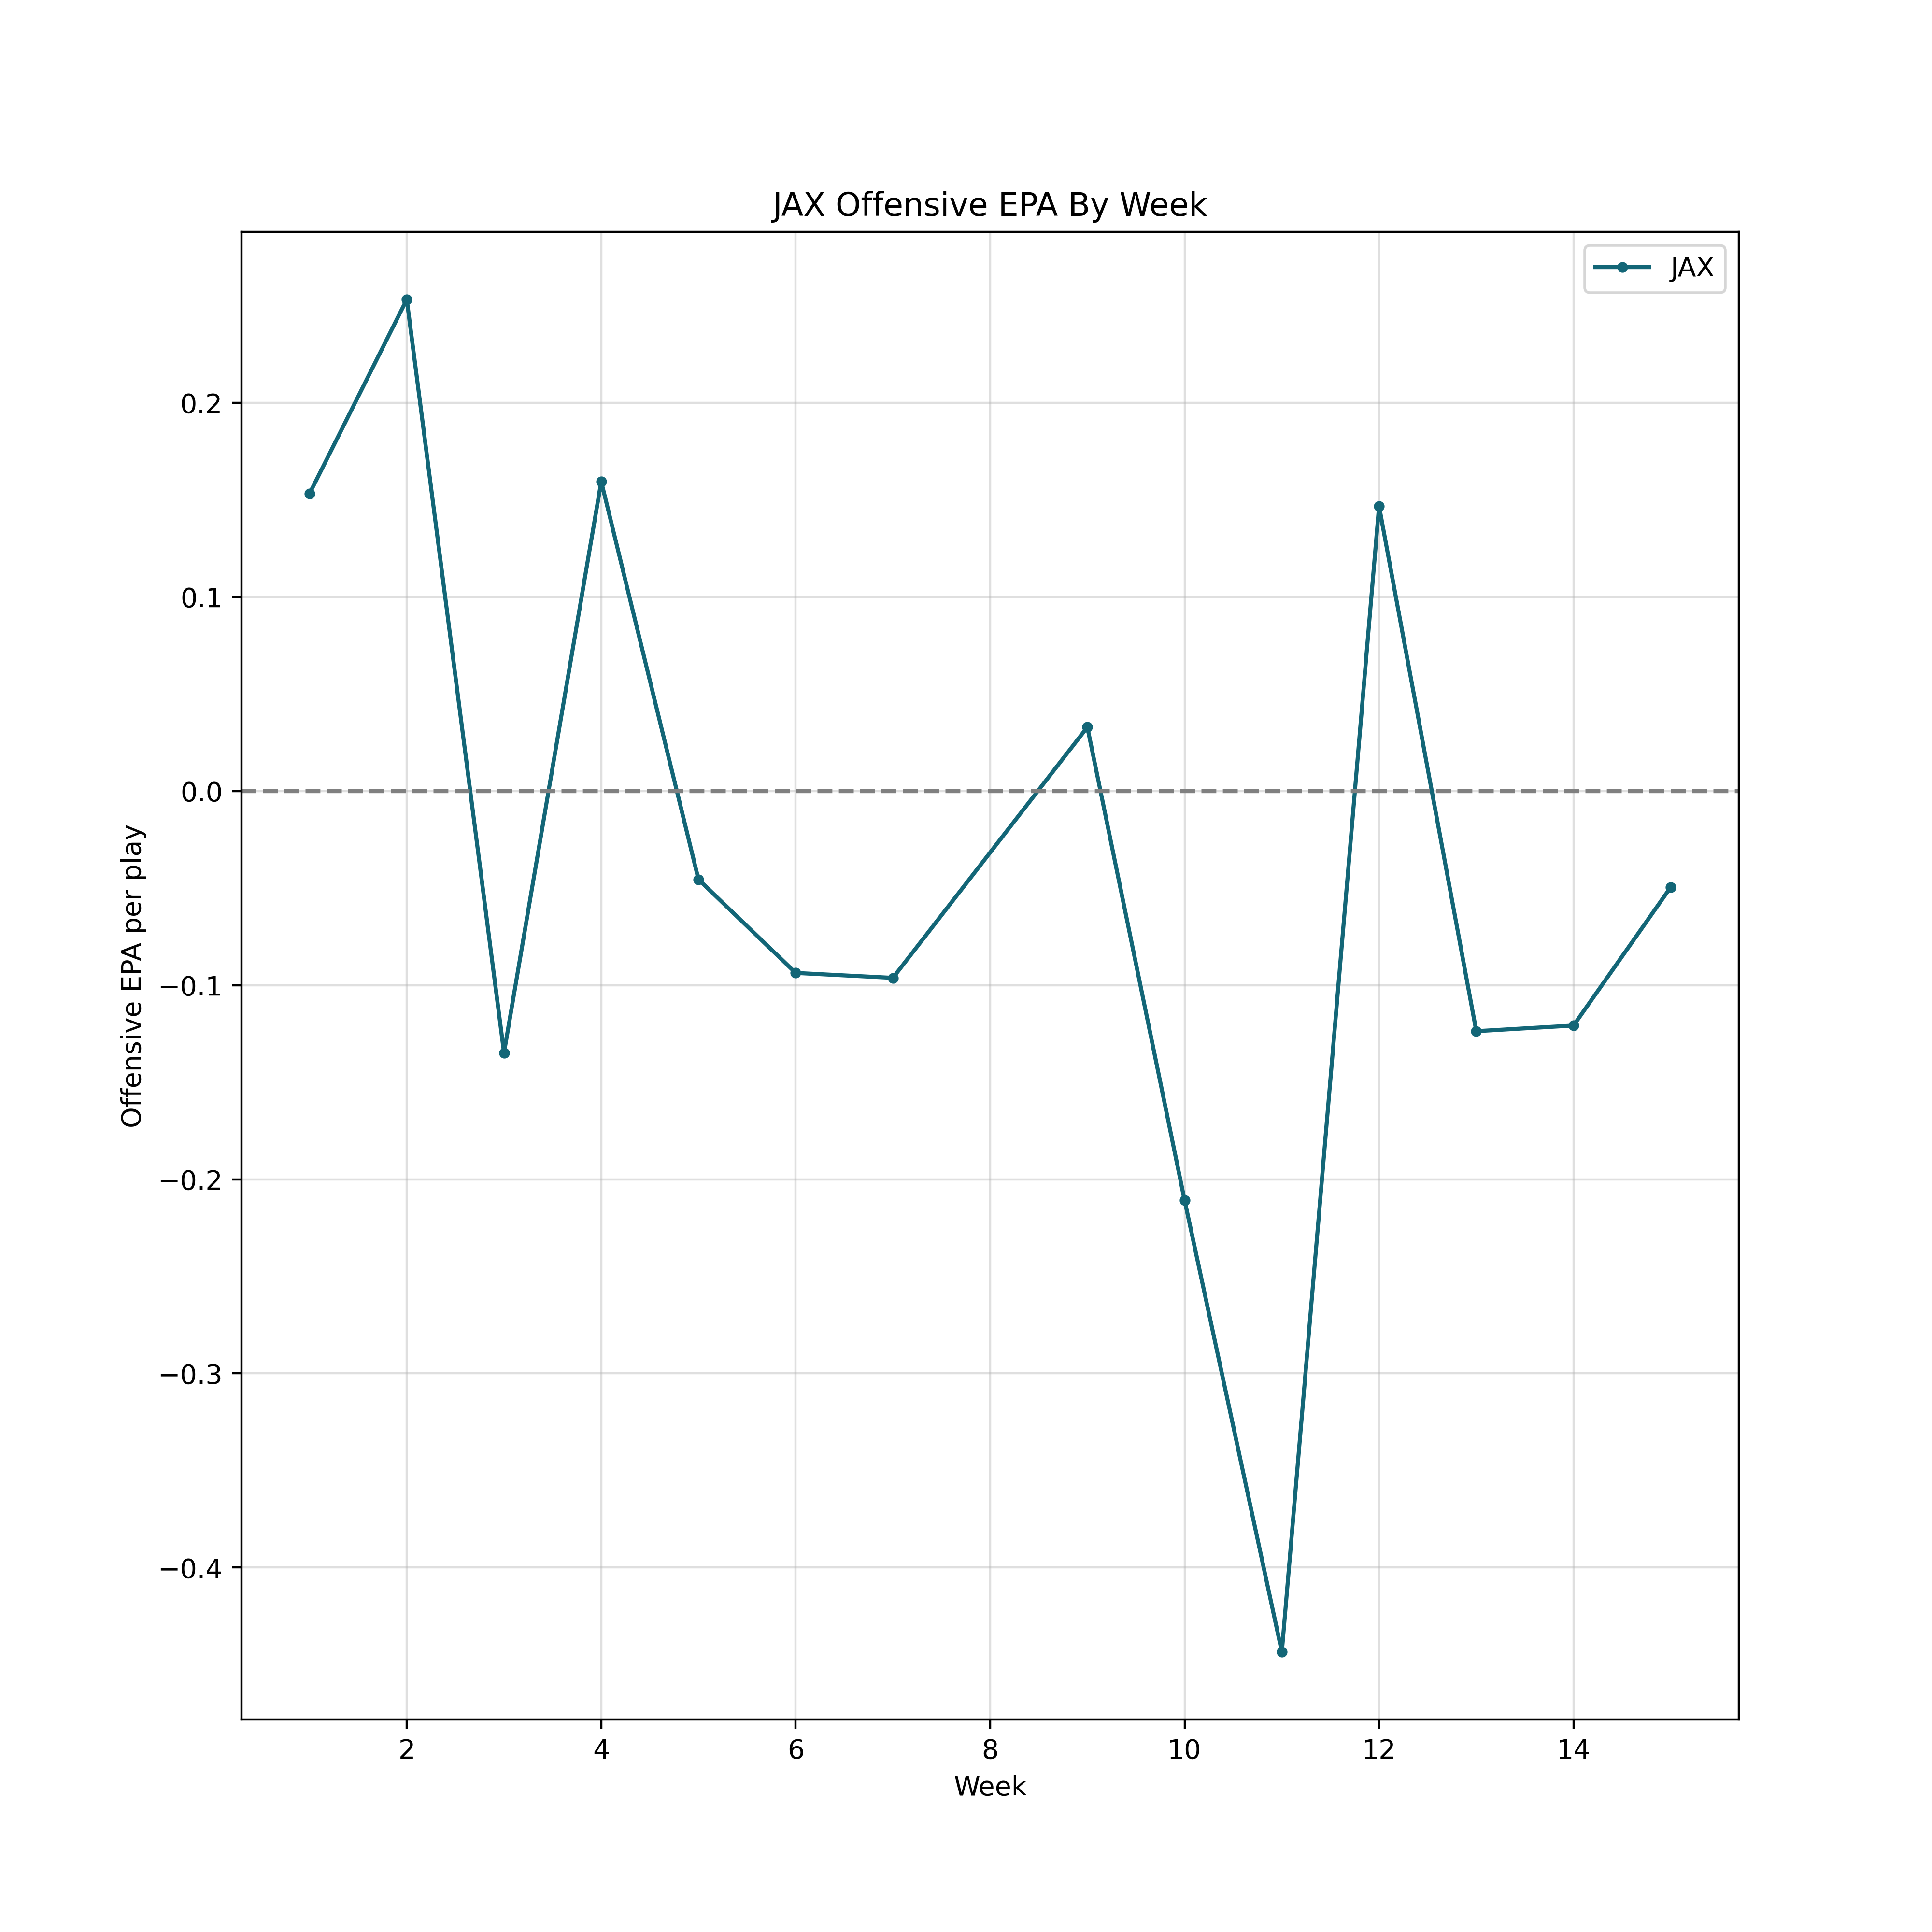 JAX Offensive EPA By Week
JAX
0.2
0.1
0.0
−0.1
−0.2
−0.3
−0.4
Offensive EPA per play
2 4 6 8 10 12 14
Week